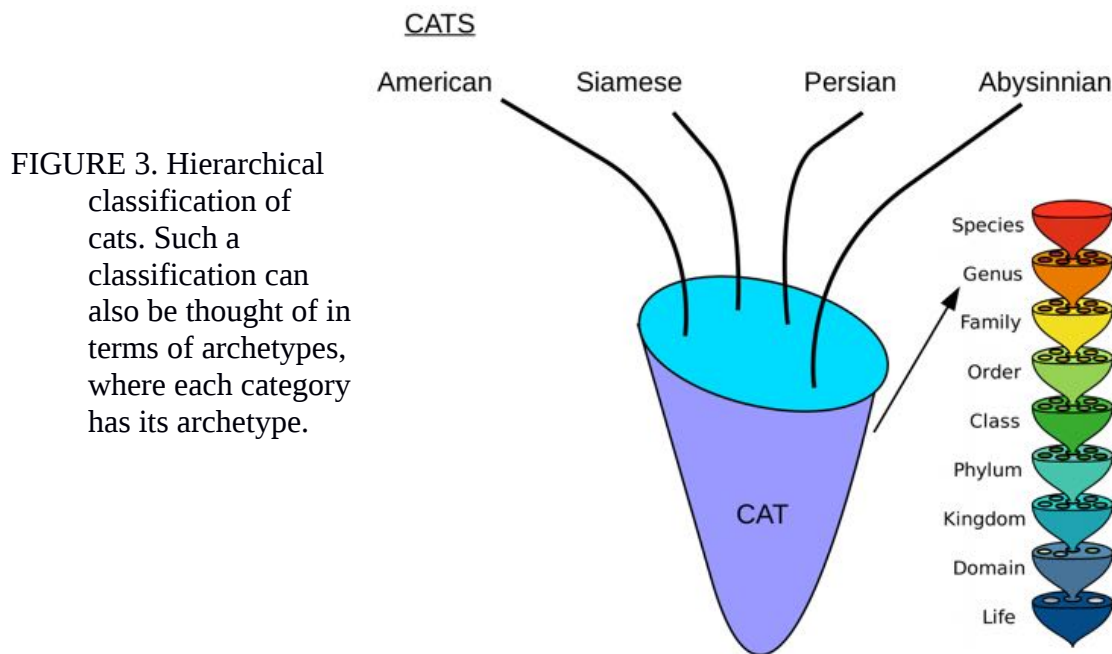 CATS
American
Siamese
Persian
Abysinnian
FIGURE 3. Hierarchical
classification of
cats. Such a
classification can
also be thought of in
terms of archetypes,
where each category
has its archetype.
CAT
Species
Genus
Family
Order
Class
Phylum
Kingdom
Domain
Life